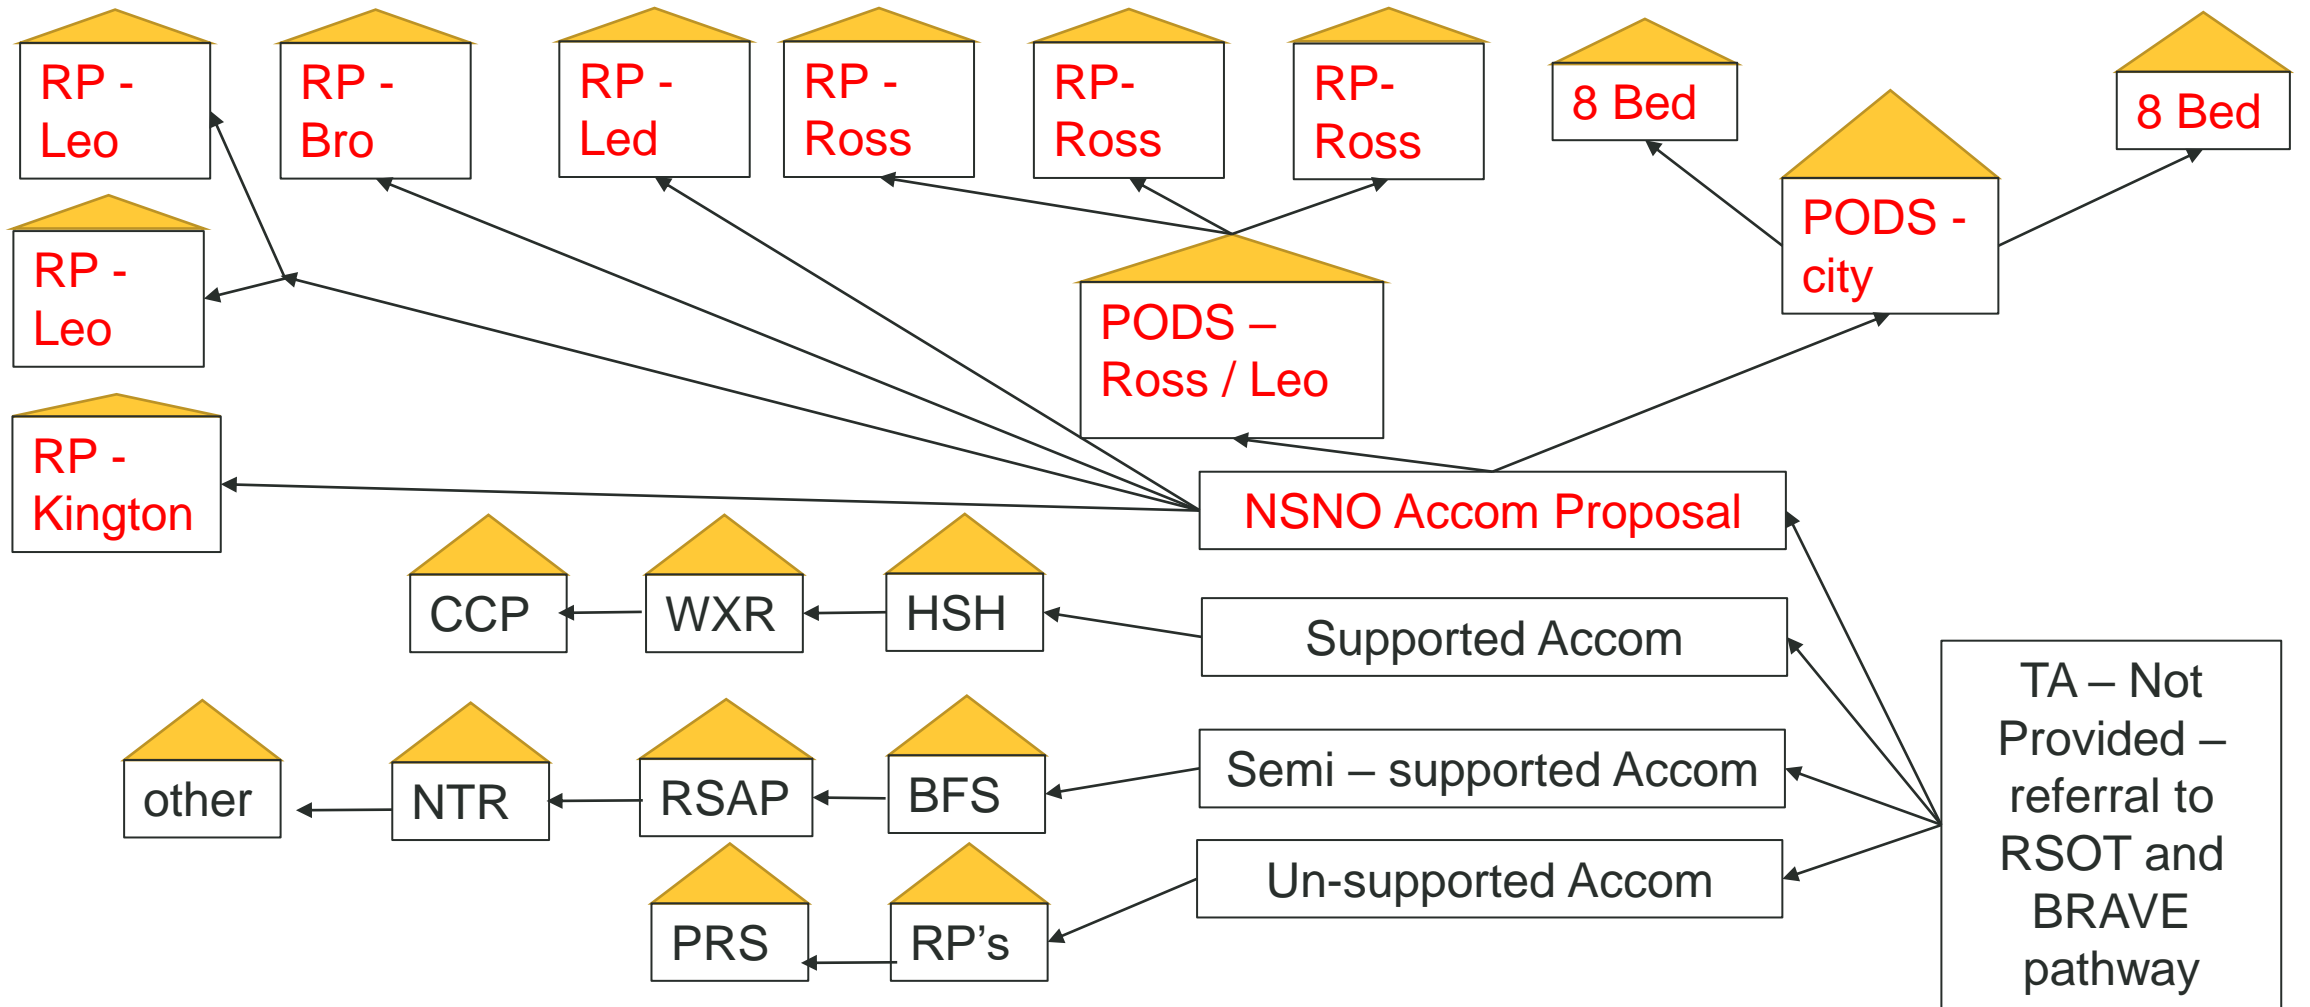 RP -
Leo
RP -
Bro
RP -
Led
RP -
Ross
RP-
Ross
RP-
Ross
8 Bed
8 Bed
PODS -
city
RP -
Leo
PODS –
Ross / Leo
RP -
Kington
NSNO Accom Proposal
CCP
WXR
HSH
Supported Accom
TA – Not
Provided –
referral to
RSOT and
BRAVE
pathway
other
NTR
RSAP
BFS
Semi – supported Accom
PRS
RP’s
Un-supported Accom